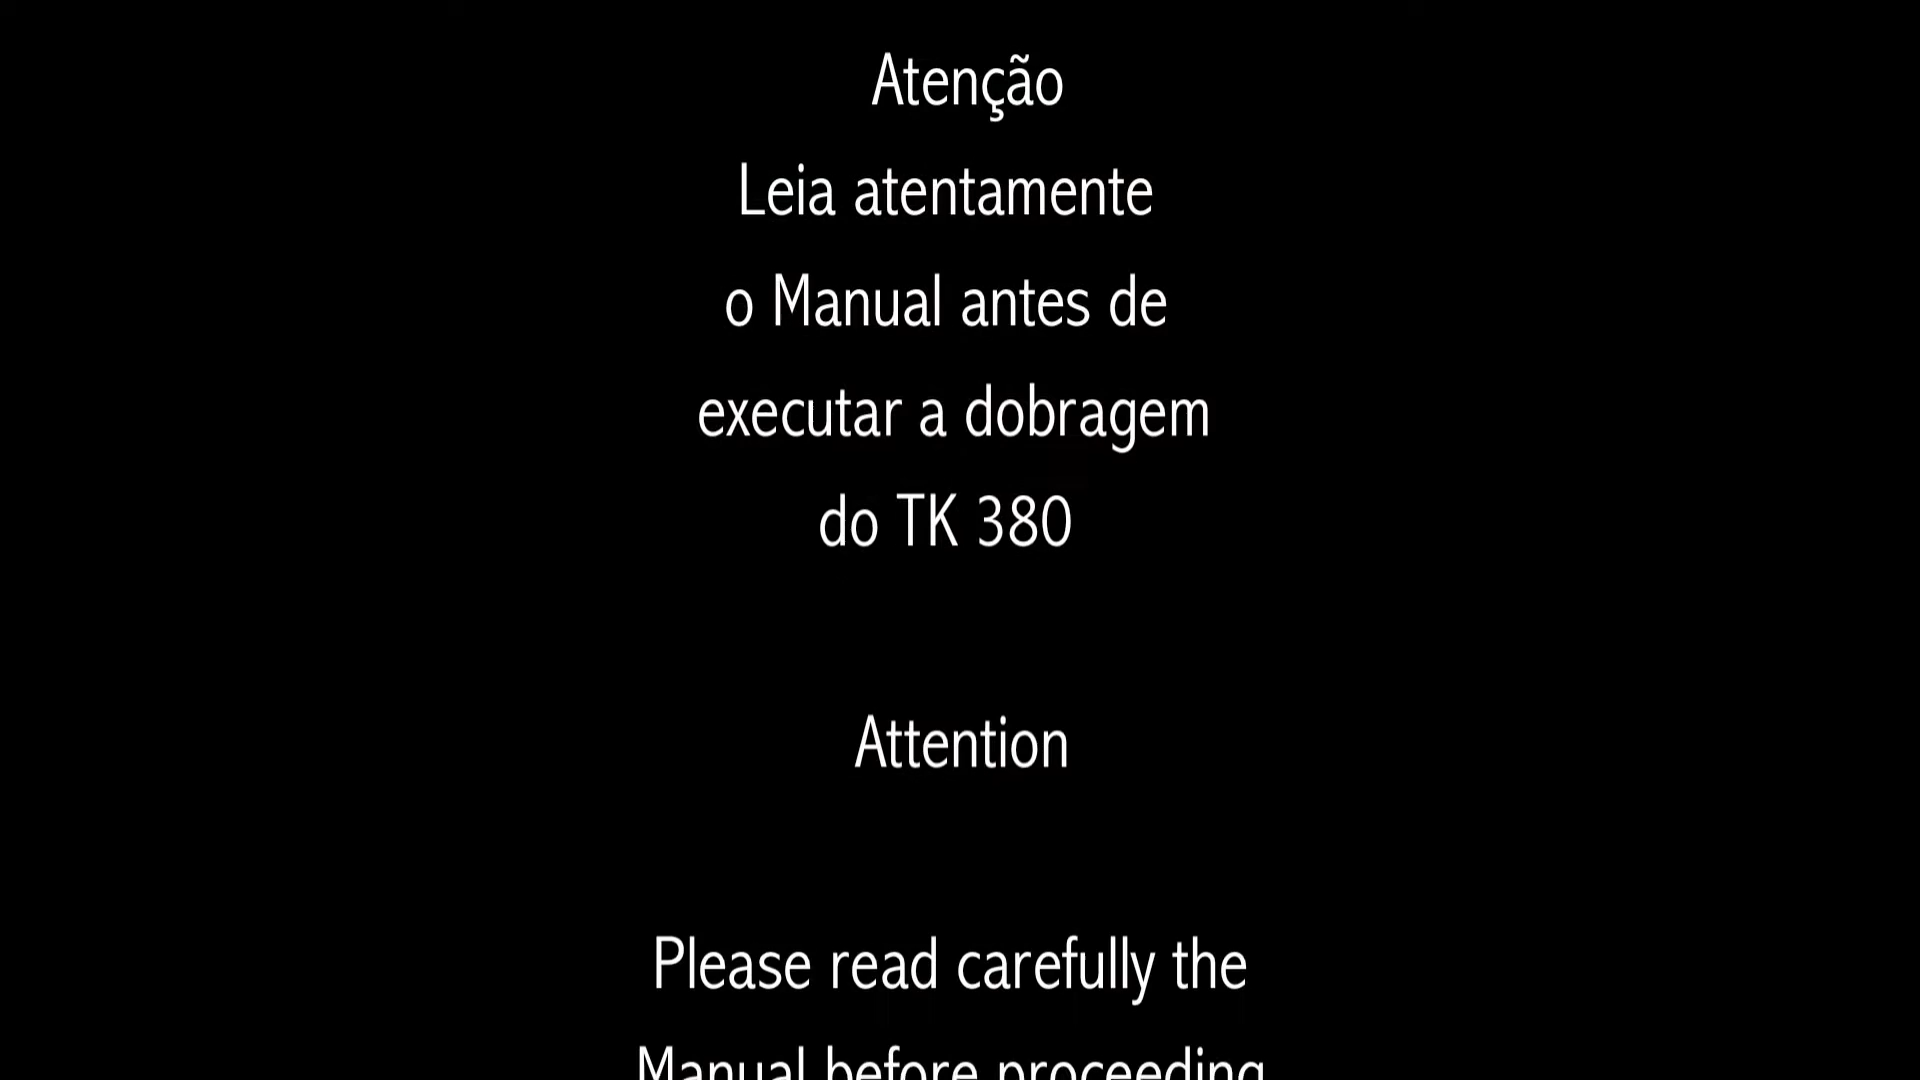 Atenção
Leia atentamente
o Manual antes de
executar a dobragem
do TK 380
Attention
Please read carefully the
Manual before proceeding